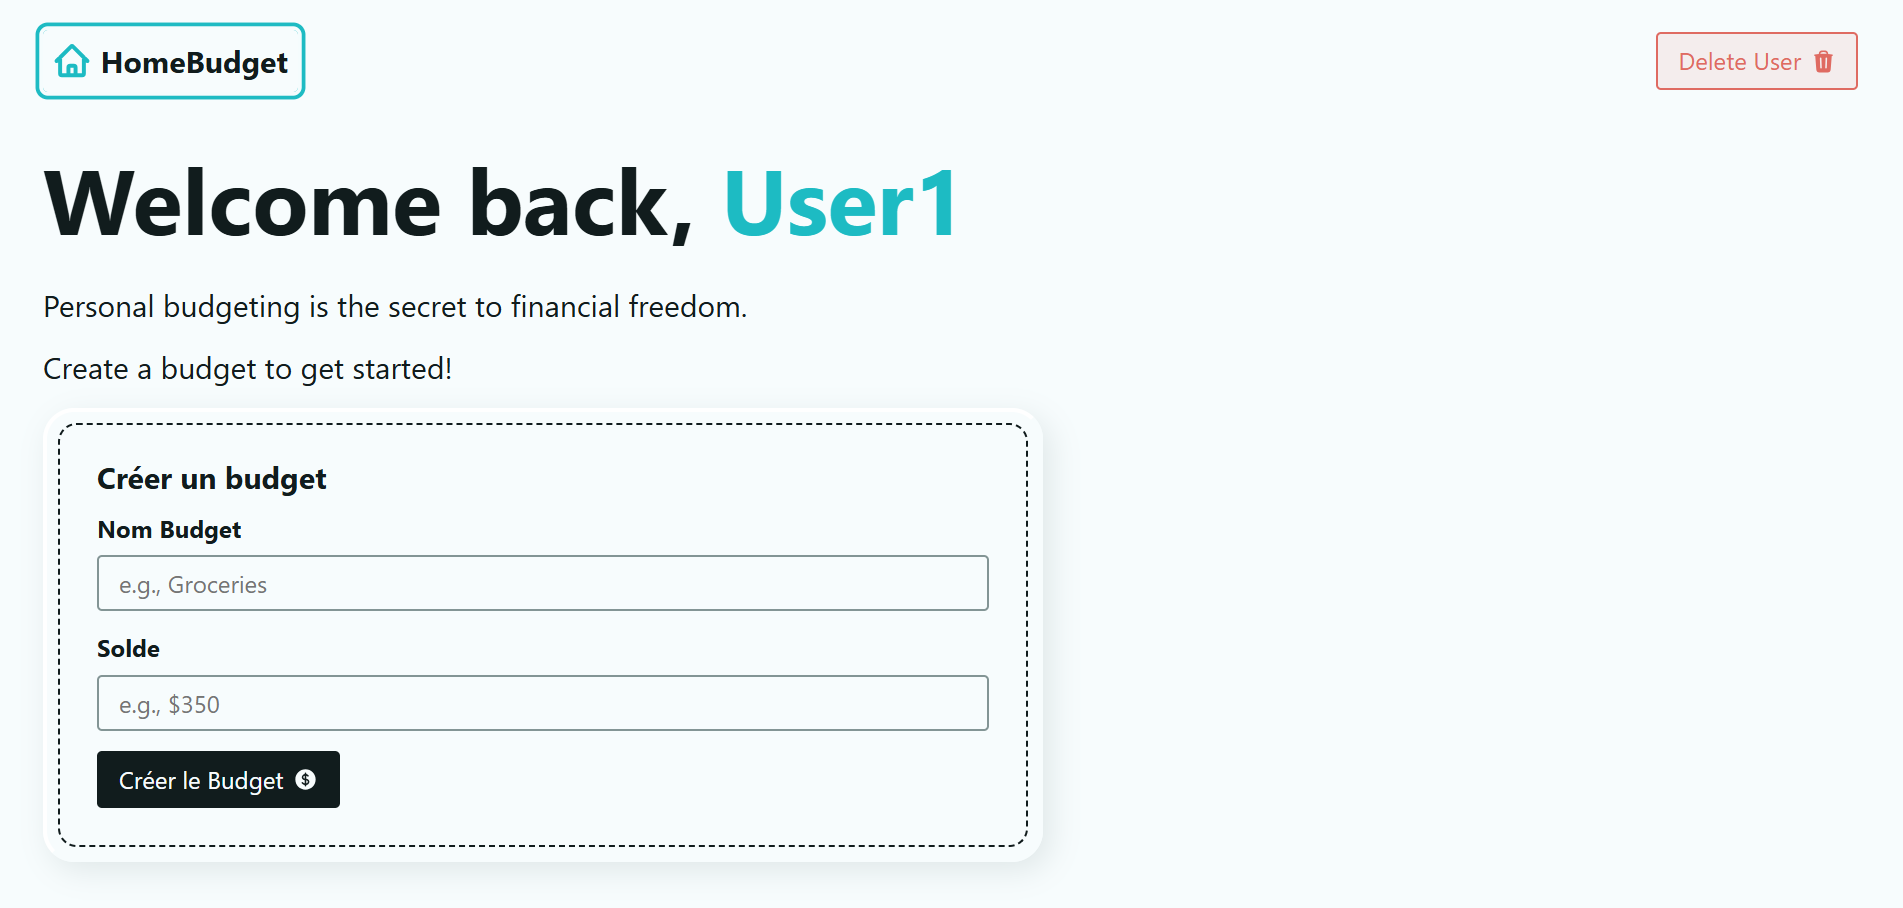 HomeBudget
Delete User
Welcome back, User1
Personal budgeting is the secret to financial freedom.
Create a budget to get started!
Créer un budget
Nom Budget
e.g., Groceries
Solde
e.g., $350
Créer le Budget $